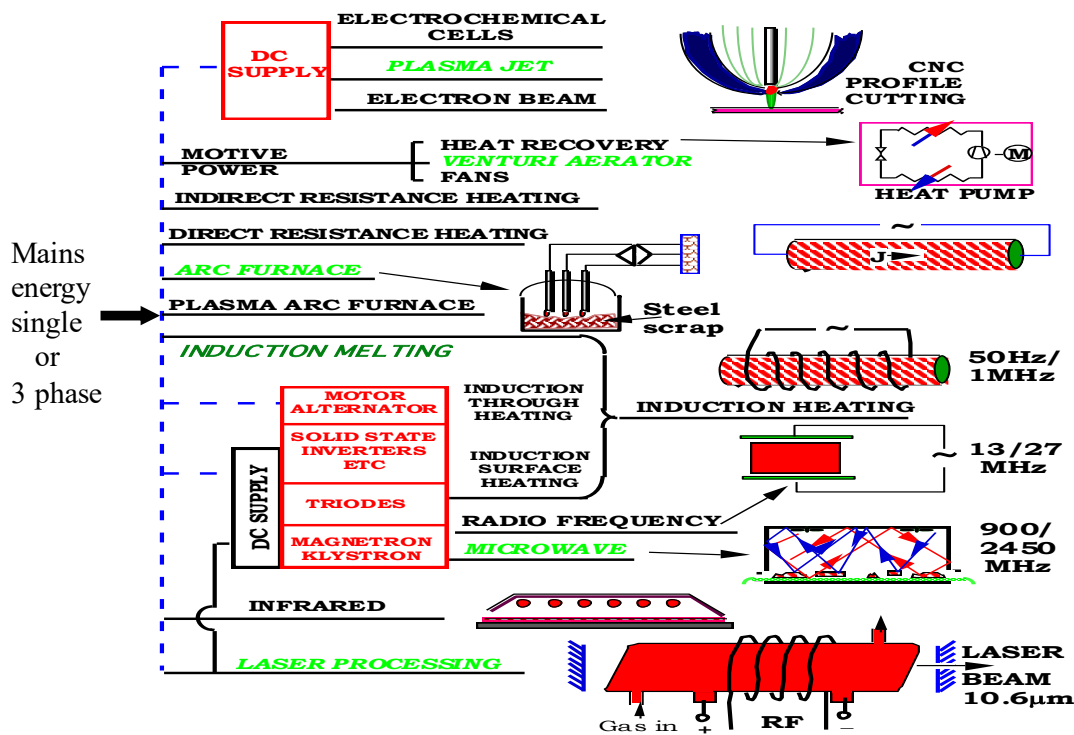 ELECTROCHEMICAL
CELLS
DC
SUPPLY
PLASMA JET
ELECTRON BEAM
CNC
PROFILE
CUTTING
MOTIVE
POWER
HEAT RECOVERY
VENTURI AERATOR
FANS
M
HEAT PUMP
INDIRECT RESISTANCE HEATING
DIRECT RESISTANCE HEATING
~
J
ARC FURNACE
PLASMA ARC FURNACE
Steel
scrap
Mains
energy
single
or
3 phase
INDUCTION MELTING
~
50Hz/
1MHz
MOTOR
ALTERNATOR
SOLID STATE
INVERTERS
ETC
TRIODES
MAGNETRON
KLYSTRON
DC SUPPLY
INDUCTION
THROUGH
HEATING
INDUCTION HEATING
INDUCTION
SURFACE
HEATING
~
13/27
MHz
RADIO FREQUENCY
MICROWAVE
900/
2450
MHz
INFRARED
LASER PROCESSING
LASER
BEAM
10.6μm
Gas in
+
RF
–